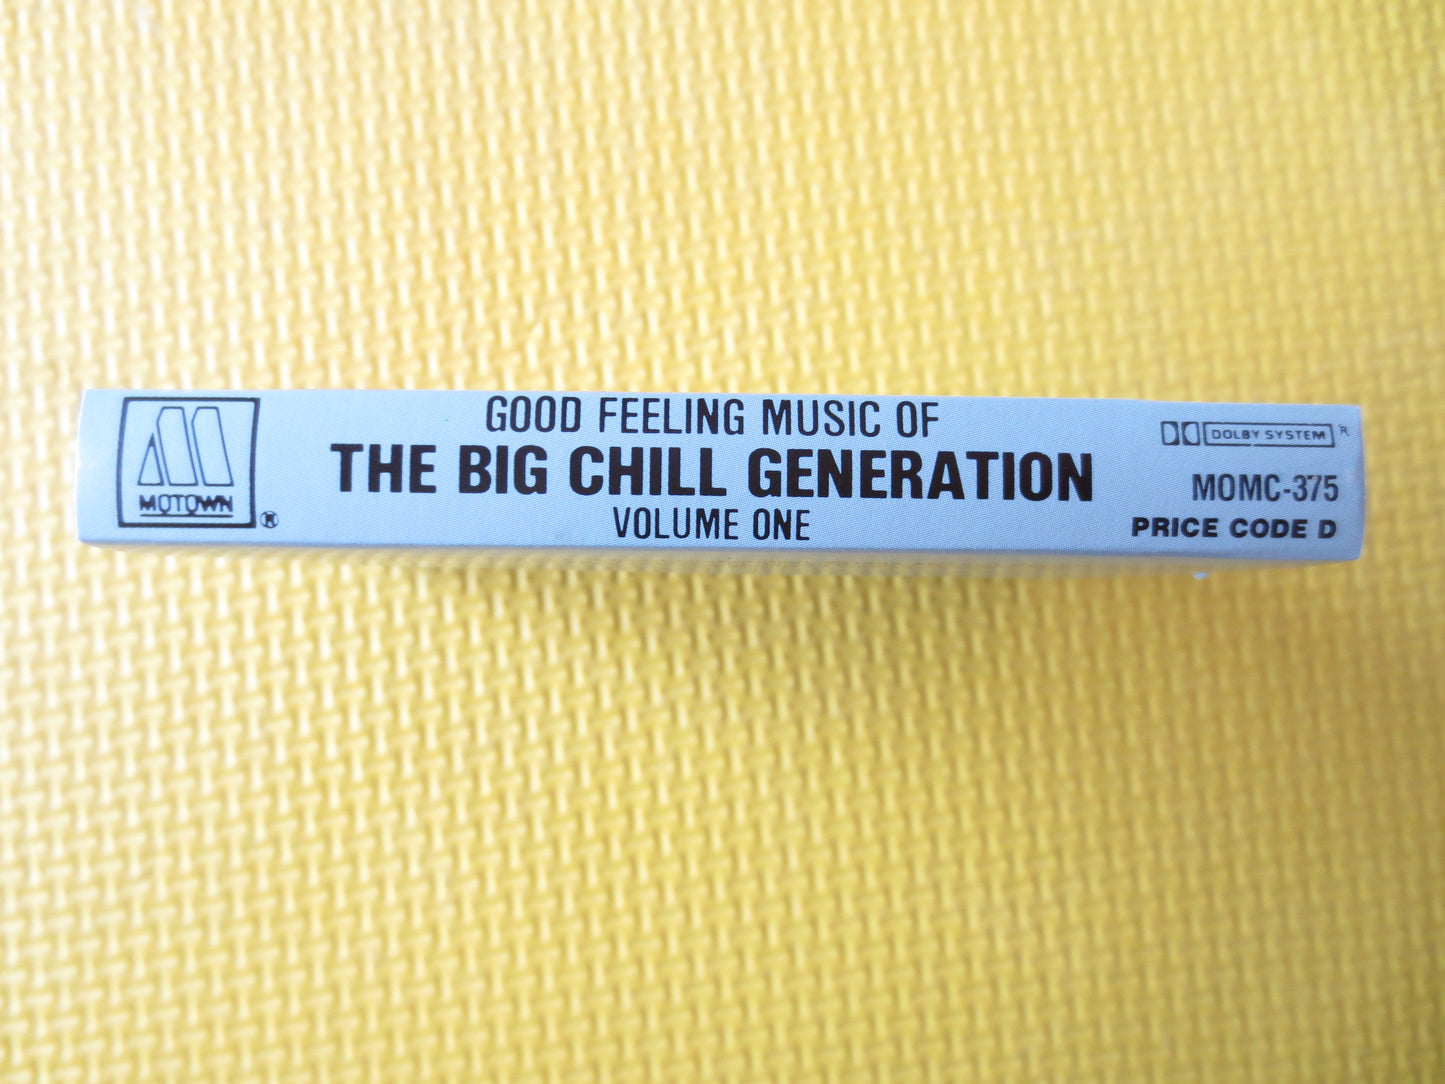 MOTOWN
®
GOOD FEELING MUSIC OF
THE BIG CHILL GENERATION
VOLUME ONE
DOLBY SYSTEM R
MOMC-375
PRICE CODE D